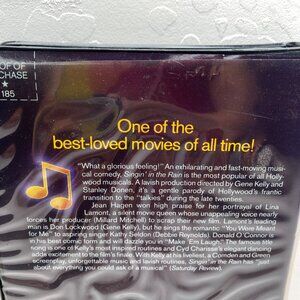 OF OF
CHASE
★
185
One of the
best-loved movies of all time!
"What a glorious feeling!" An exhilarating and fast-moving musi-
cal comedy, Singin' in the Rain is the most popular of all Holly-
wood musicals. A lavish production directed by Gene Kelly and
Stanley Donen, it's a gentle parody of Hollywood's frantic
transition to the "talkies" during the late twenties.
Jean Hagen won high praise for her portrayal of Lina
Lamont, a silent movie queen whose unappealing voice nearly
forces her producer (Millard Mitchell) to scrap their new film. Lamont's leading
man is Don Lockwood (Gene Kelly), but he sings the romantic "You Were Meant
for Me" to aspiring singer Kathy Seldon (Debbie Reynolds). Donald O'Connor is
in his best comic form and will dazzle you in "Make 'Em Laugh." The famous title
song is only one of Kelly's most exciting routines and Cyd Charisse's elegant dancing
adds excitement to the film's finale. With Kelly at his liveliest, a Comden & Green
screenplay, unforgettable music and lavish routines, Singin' in the Rain has "just
about everything you could ask of a musical" (Saturday Review).